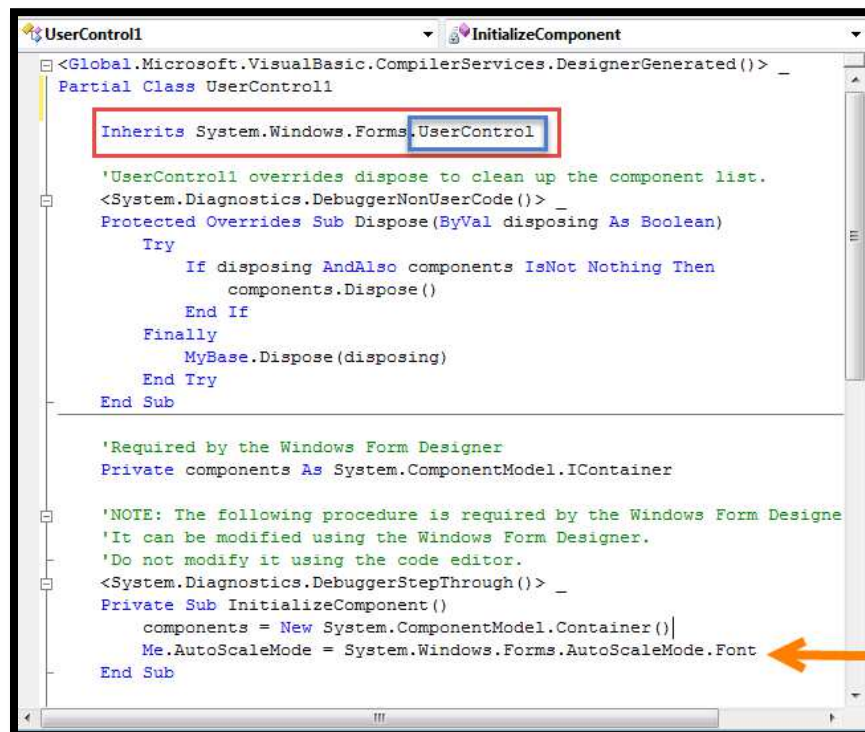 UserControl1 InitializeComponent
<Global.Microsoft.VisualBasic.CompilerServices.DesignerGenerated()> _
Partial Class UserControl1
Inherits System.Windows.Forms.UserControl
'UserControl1 overrides dispose to clean up the component list.
<System.Diagnostics.DebuggerNonUserCode()> _
Protected Overrides Sub Dispose(ByVal disposing As Boolean)
Try
If disposing AndAlso components IsNot Nothing Then
components.Dispose()
End If
Finally
MyBase.Dispose(disposing)
End Try
End Sub
'Required by the Windows Form Designer
Private components As System.ComponentModel.IContainer
'NOTE: The following procedure is required by the Windows Form Designe
'It can be modified using the Windows Form Designer.
'Do not modify it using the code editor.
<System.Diagnostics.DebuggerStepThrough()> _
Private Sub InitializeComponent()
components = New System.ComponentModel.Container()
Me.AutoScaleMode = System.Windows.Forms.AutoScaleMode.Font
End Sub